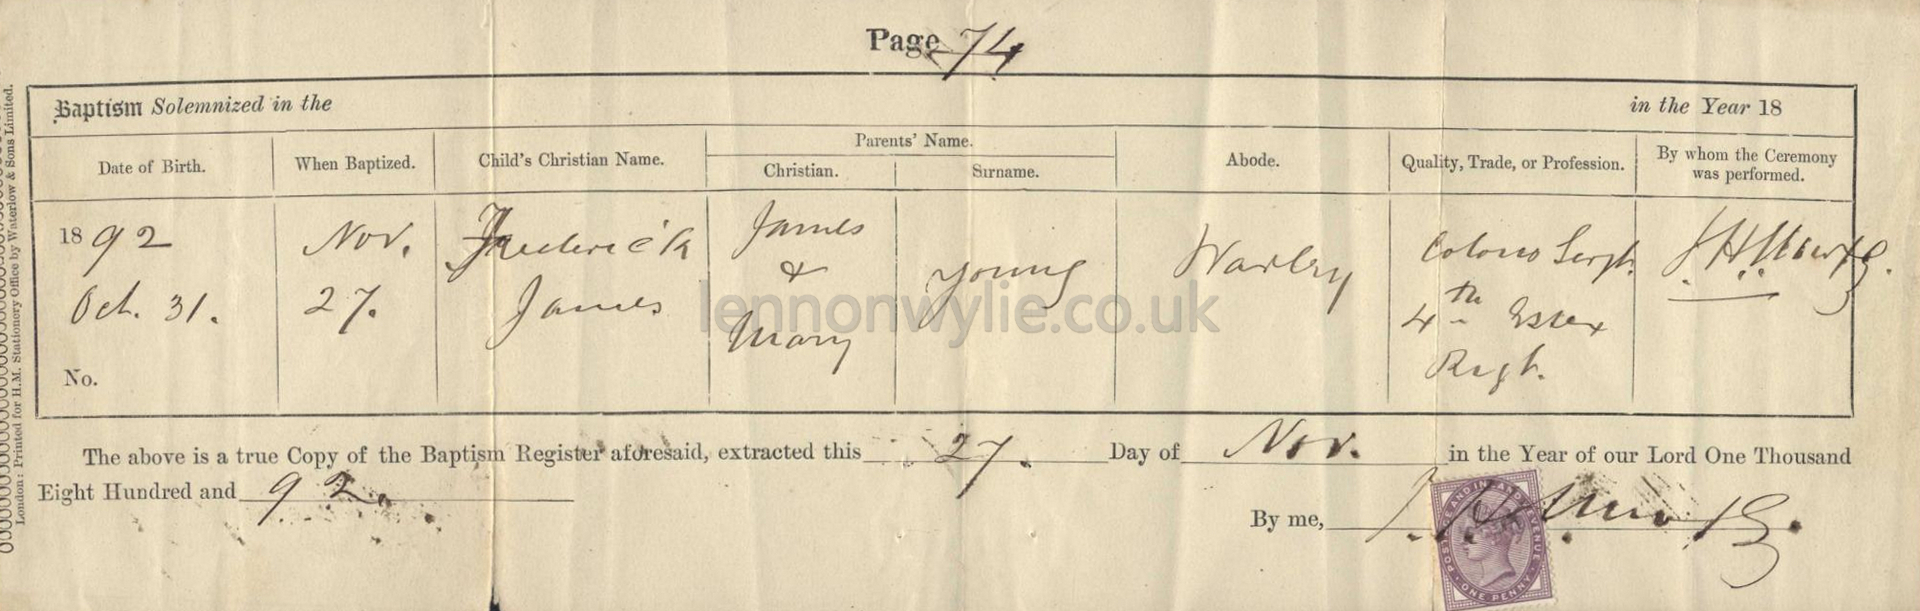 Page 74
Baptism Solemnized in the in the Year 18
Date of Birth. When Baptized. Child's Christian Name. Parents' Name. Abode. Quality, Trade, or Profession. By whom the Ceremony was performed.
Christian. Surname.
1892 Nov. Frederick James Young Warley Colour Sergt.
Oct. 31. 27. James & 4th Essex
Mary Regt.
No.
lennonwylie.co.uk
The above is a true Copy of the Baptism Register aforesaid, extracted this 27. Day of Nov. in the Year of our Lord One Thousand
Eight Hundred and 92.
By me,
POSTAGE AND INLAND REVENUE
ONE PENNY
London: Printed for H.M. Stationery Office by Waterlow & Sons Limited.